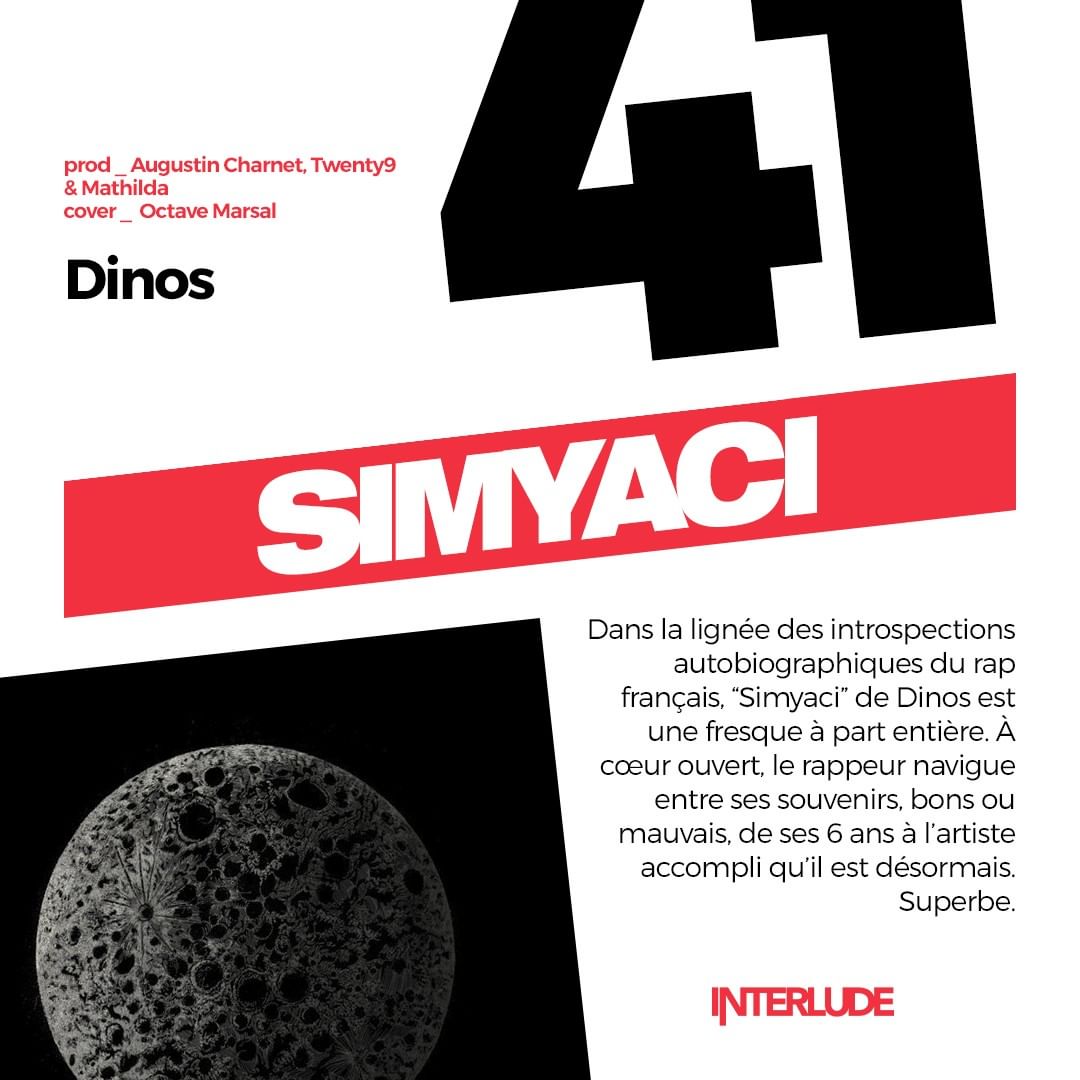 41
prod _ Augustin Charnet, Twenty9
& Mathilda
cover _ Octave Marsal
Dinos
SIMYACI
Dans la lignée des introspections
autobiographiques du rap
français, “Simyaci” de Dinos est
une fresque à part entière. À
cœur ouvert, le rappeur navigue
entre ses souvenirs, bons ou
mauvais, de ses 6 ans à l’artiste
accompli qu’il est désormais.
Superbe.
INTERLUDE